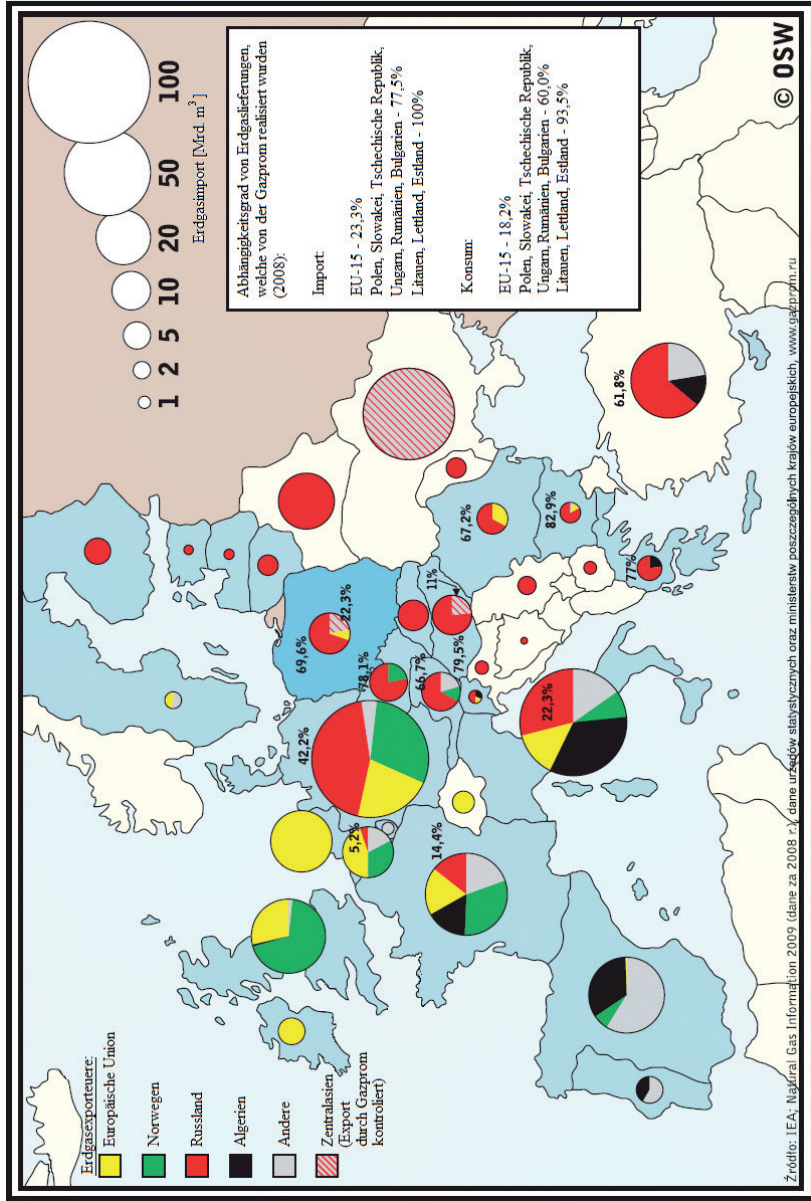 Erdgasexporteuere:
Europäische Union
Norwegen
Russland
Algerien
Andere
Zentralasien
(Export
durch Gazprom
kontroliert)
1 2 5 10 20 50 100
Erdgasimport [Mrd. m³]
Abhängigkeitsgrad von Erdgaslieferungen,
welche von der Gazprom realisiert wurden
(2008):
Import:
EU-15 - 23,3%
Polen, Slowakei, Tschechische Republik,
Ungarn, Rumänien, Bulgarien - 77,5%
Litauen, Lettland, Estland - 100%
Konsum:
EU-15 - 18,2%
Polen, Slowakei, Tschechische Republik,
Ungarn, Rumänien, Bulgarien - 60,0%
Litauen, Lettland, Estland - 93,5%
69,6%
22,3%
42,2%
78,1%
11%
5,2%
66,7%
79,5%
67,2%
14,4%
82,9%
22,3%
77%
61,8%
© OSW
Źródło: IEA; Natural Gas Information 2009 (dane za 2008 r.), dane urzędów statystycznych oraz ministerstw poszczególnych krajów europejskich, www.gazprom.ru